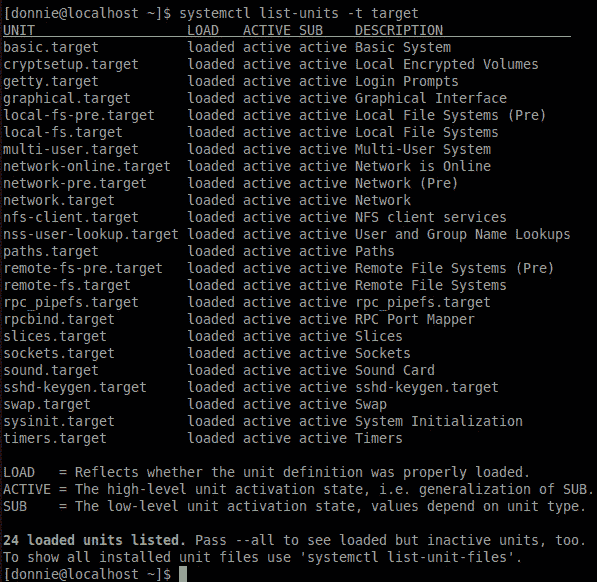 [donnie@localhost ~]$ systemctl list-units -t target
UNIT                   LOAD   ACTIVE SUB    DESCRIPTION
basic.target           loaded active active Basic System
cryptsetup.target      loaded active active Local Encrypted Volumes
getty.target           loaded active active Login Prompts
graphical.target       loaded active active Graphical Interface
local-fs-pre.target    loaded active active Local File Systems (Pre)
local-fs.target        loaded active active Local File Systems
multi-user.target      loaded active active Multi-User System
network-online.target  loaded active active Network is Online
network-pre.target     loaded active active Network (Pre)
network.target         loaded active active Network
nfs-client.target      loaded active active NFS client services
nss-user-lookup.target loaded active active User and Group Name Lookups
paths.target           loaded active active Paths
remote-fs-pre.target   loaded active active Remote File Systems (Pre)
remote-fs.target       loaded active active Remote File Systems
rpc_pipefs.target      loaded active active rpc_pipefs.target
rpcbind.target         loaded active active RPC Port Mapper
slices.target          loaded active active Slices
sockets.target         loaded active active Sockets
sound.target           loaded active active Sound Card
sshd-keygen.target     loaded active active sshd-keygen.target
swap.target            loaded active active Swap
sysinit.target         loaded active active System Initialization
timers.target          loaded active active Timers
LOAD   = Reflects whether the unit definition was properly loaded.
ACTIVE = The high-level unit activation state, i.e. generalization of SUB.
SUB    = The low-level unit activation state, values depend on unit type.
24 loaded units listed. Pass --all to see loaded but inactive units, too.
To show all installed unit files use 'systemctl list-unit-files'.
[donnie@localhost ~]$